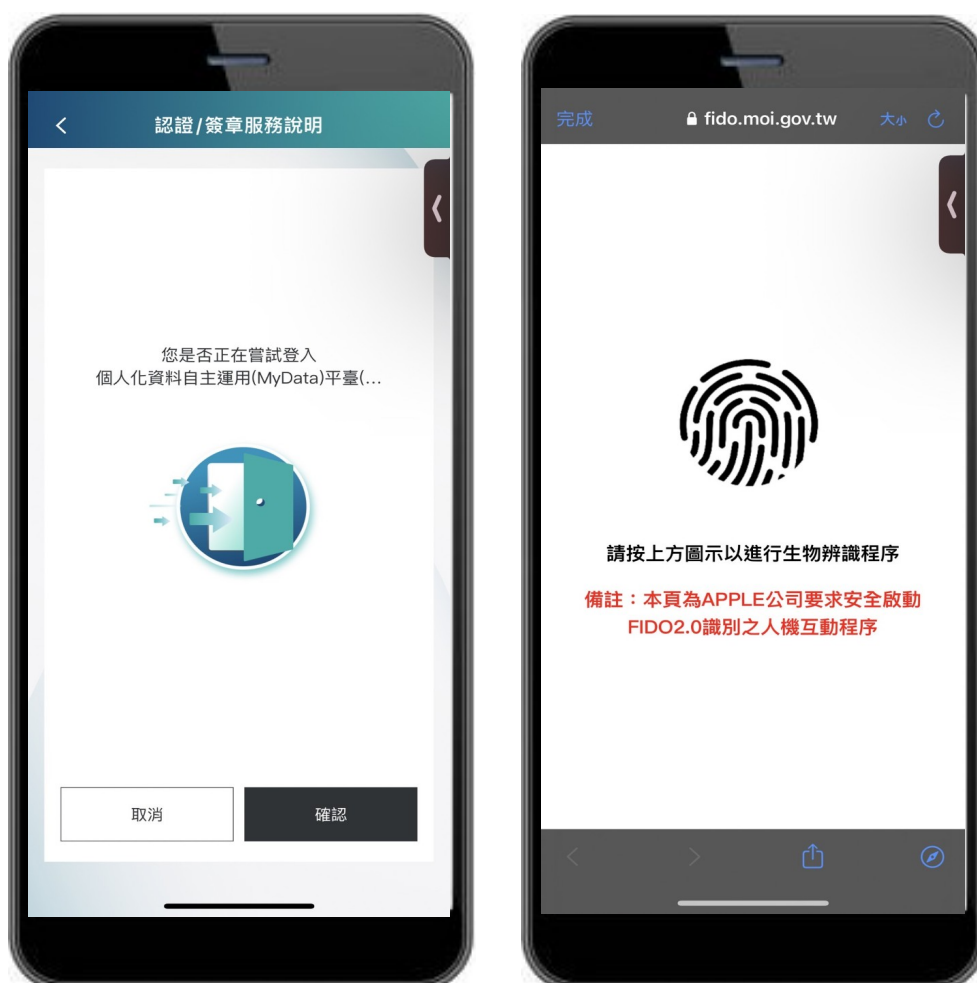 認證/簽章服務說明
您是否正在嘗試登入
個人化資料自主運用(MyData)平臺(...
取消
確認
完成
fido.moi.gov.tw
大小
請按上方圖示以進行生物辨識程序
備註：本頁為APPLE公司要求安全啟動
FIDO2.0識別之人機互動程序